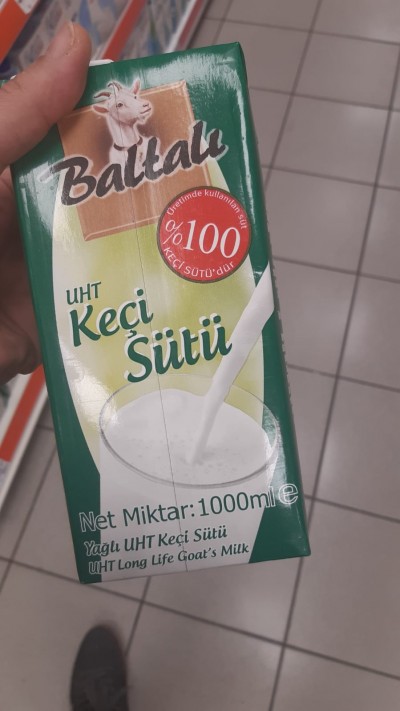 Baltalı
Üretimde kullanılan süt
%100
KEÇİ SÜTÜ'dür
UHT
Keçi
Sütü
Net Miktar:1000ml e
Yağlı UHT Keçi Sütü
UHT Long Life Goat's Milk